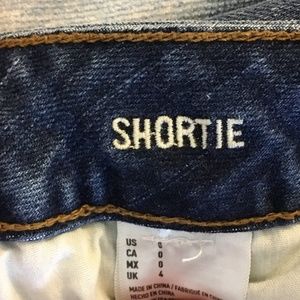 SHORTIE
US 0
CA 0
MX 0
UK 4
MADE IN CHINA / FABRIQUÉ EN
HECHO EN CHINA